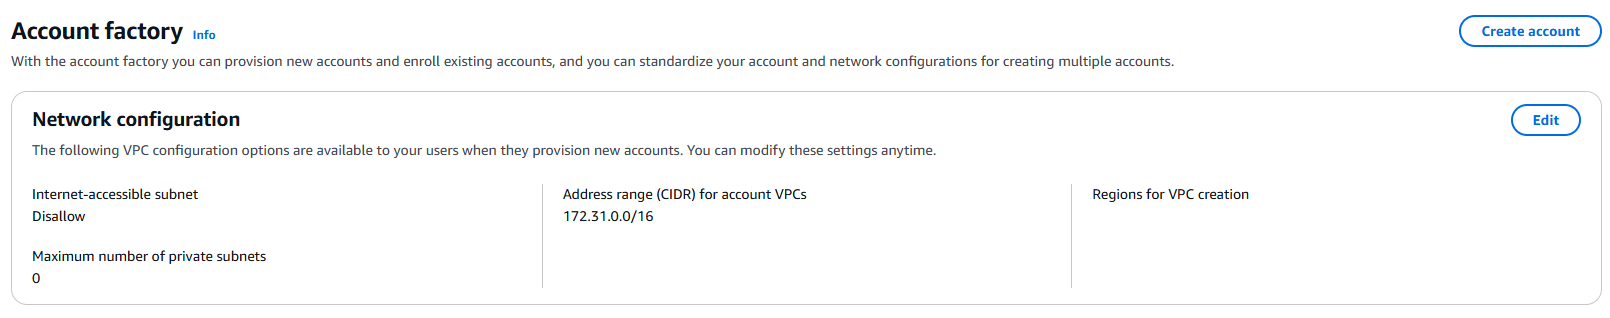 Account factory Info
Create account
With the account factory you can provision new accounts and enroll existing accounts, and you can standardize your account and network configurations for creating multiple accounts.
Network configuration
Edit
The following VPC configuration options are available to your users when they provision new accounts. You can modify these settings anytime.
Internet-accessible subnet
Disallow
Maximum number of private subnets
0
Address range (CIDR) for account VPCs
172.31.0.0/16
Regions for VPC creation